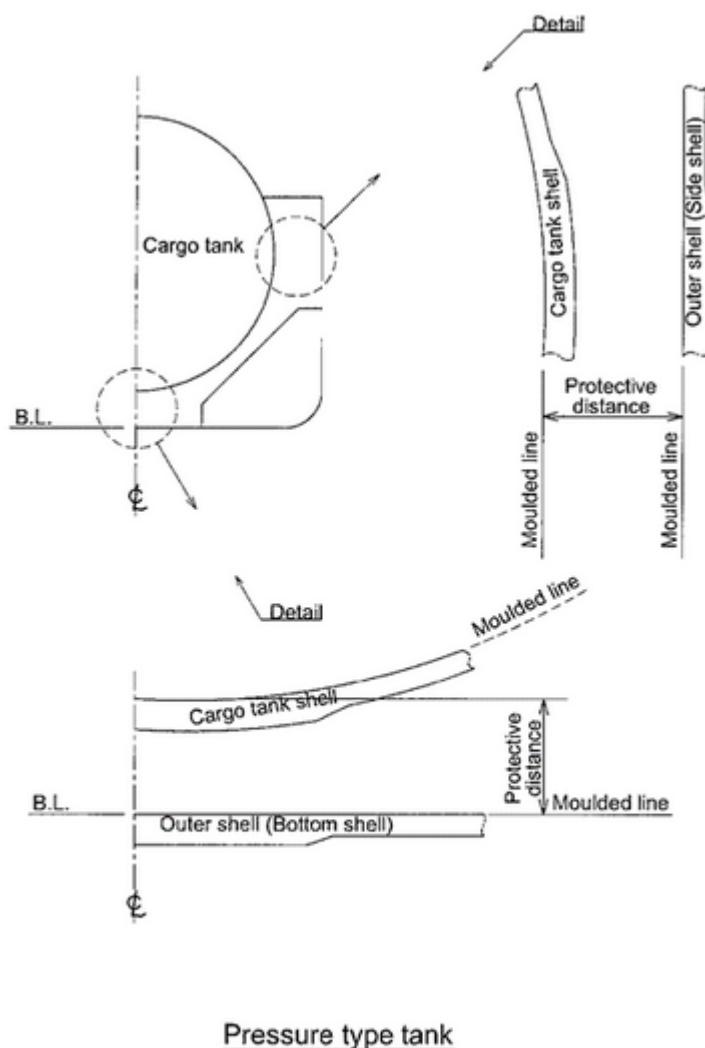 Detail
Cargo tank
B.L.
℄
Cargo tank shell
Outer shell (Side shell)
Protective
distance
Moulded line
Moulded line
Detail
Moulded line
Cargo tank shell
Protective
distance
B.L.
Moulded line
Outer shell (Bottom shell)
℄
Pressure type tank